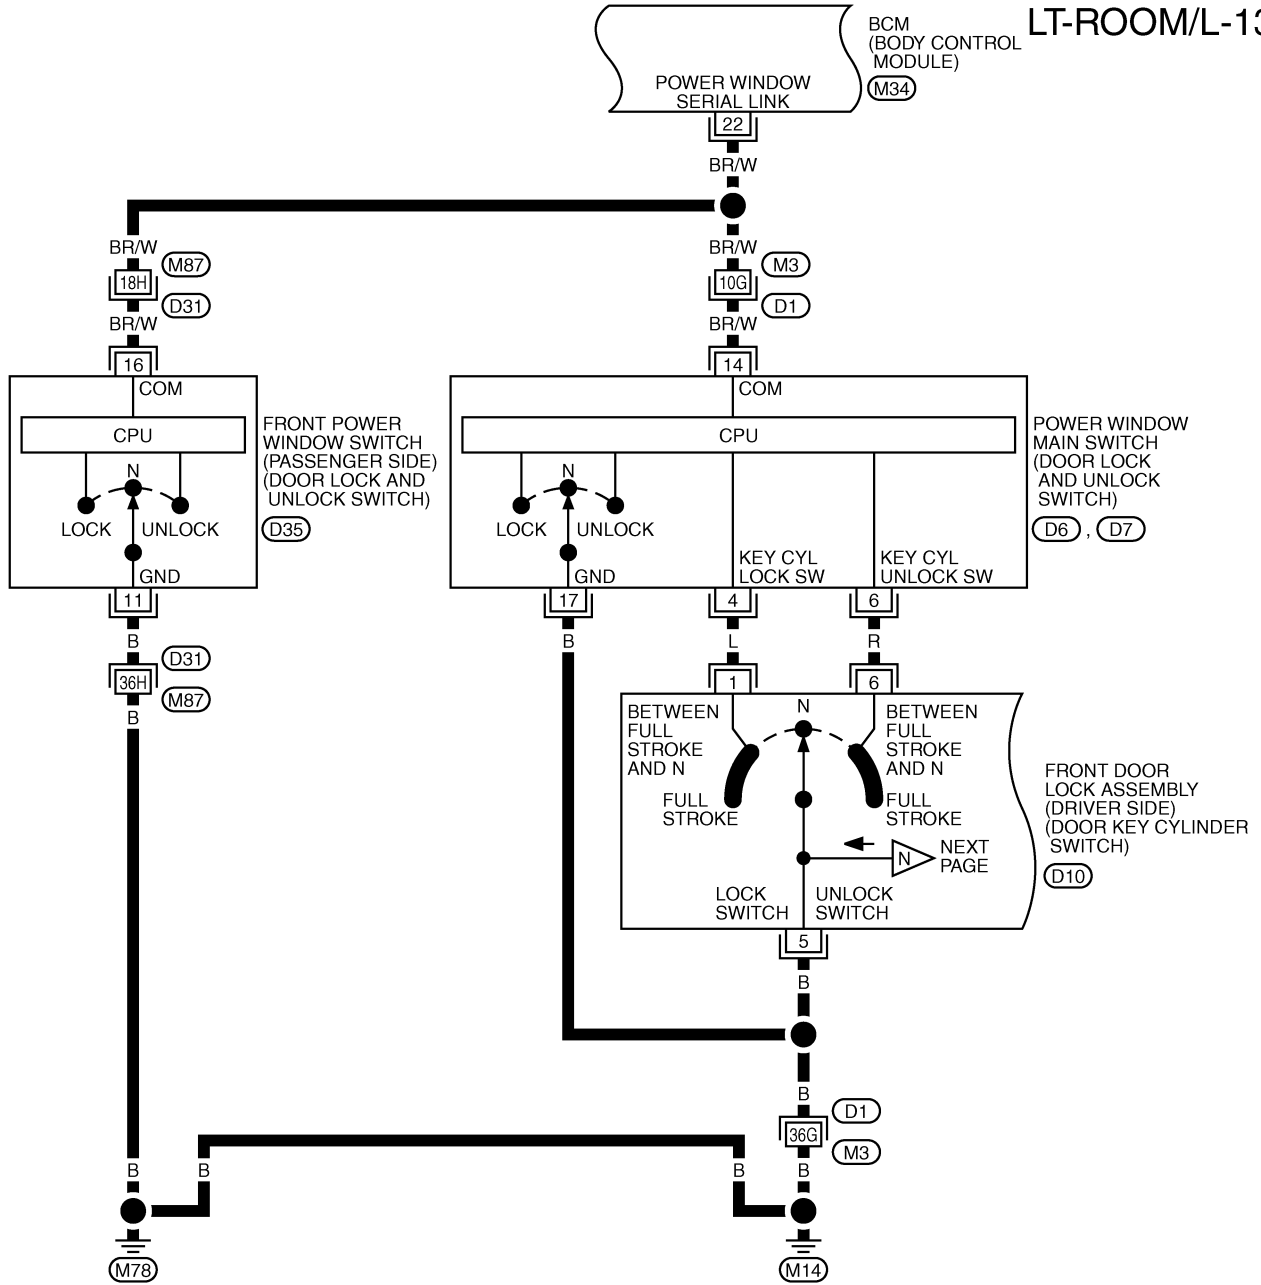 LT-ROOM/L-13
BCM
(BODY CONTROL
MODULE)
M34
POWER WINDOW
SERIAL LINK
22
BR/W
BR/W
M87
18H
D31
BR/W
BR/W
M3
10G
D1
BR/W
16
COM
CPU
N
LOCK
UNLOCK
GND
11
FRONT POWER
WINDOW SWITCH
(PASSENGER SIDE)
(DOOR LOCK AND
UNLOCK SWITCH)
D35
14
COM
CPU
N
LOCK
UNLOCK
GND
KEY CYL
LOCK SW
KEY CYL
UNLOCK SW
17
4
6
POWER WINDOW
MAIN SWITCH
(DOOR LOCK
AND UNLOCK
SWITCH)
D6 , D7
B
D31
36H
M87
B
B
L
R
1
6
BETWEEN
FULL
STROKE
AND N
FULL
STROKE
N
BETWEEN
FULL
STROKE
AND N
FULL
STROKE
N
NEXT
PAGE
LOCK
SWITCH
UNLOCK
SWITCH
5
FRONT DOOR
LOCK ASSEMBLY
(DRIVER SIDE)
(DOOR KEY CYLINDER
SWITCH)
D10
B
B
D1
36G
M3
B
B
B
B
M78
M14